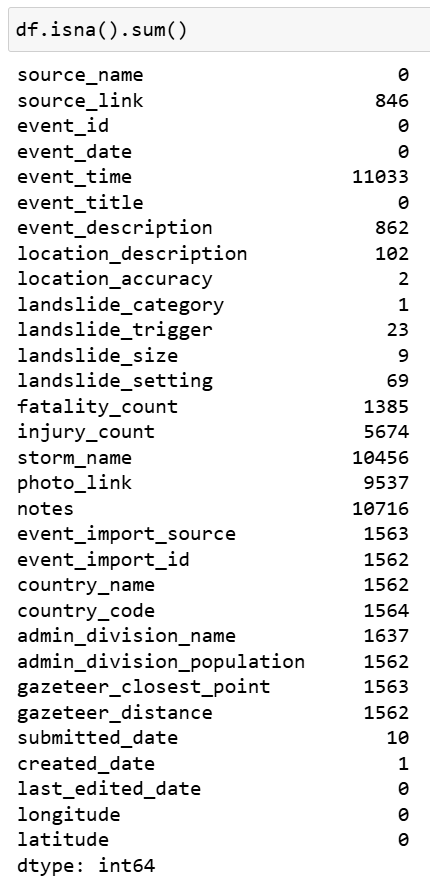 df.isna().sum()
source_name 0
source_link 846
event_id 0
event_date 0
event_time 11033
event_title 0
event_description 862
location_description 102
location_accuracy 2
landslide_category 1
landslide_trigger 23
landslide_size 9
landslide_setting 69
fatality_count 1385
injury_count 5674
storm_name 10456
photo_link 9537
notes 10716
event_import_source 1563
event_import_id 1562
country_name 1562
country_code 1564
admin_division_name 1637
admin_division_population 1562
gazeteer_closest_point 1563
gazeteer_distance 1562
submitted_date 10
created_date 1
last_edited_date 0
longitude 0
latitude 0
dtype: int64